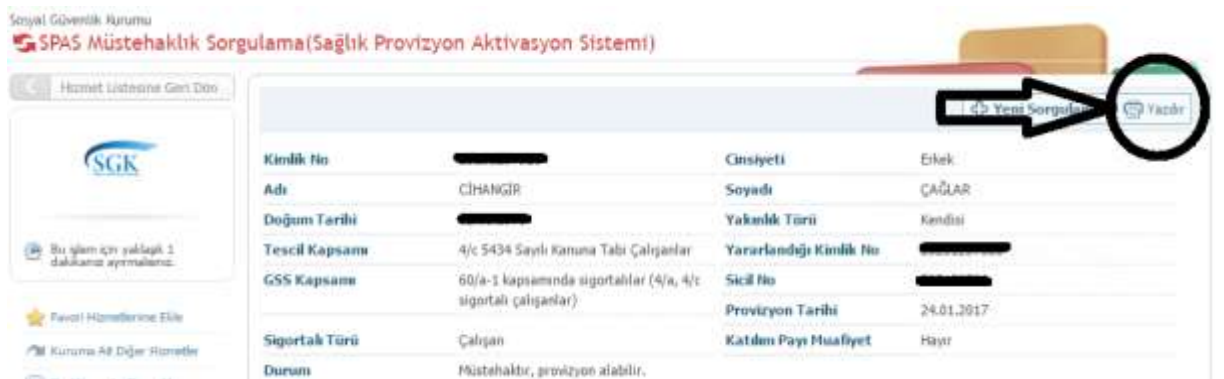 Sosyal Güvenlik Kurumu
SPAS Müstehaklık Sorgulama(Sağlık Provizyon Aktivasyon Sistemi)
Hizmet Listesine Geri Dön
Yeni Sorgulama
Yazdır
SGK
Bu işlem için yaklaşık 1
dakikanız ayırmalısınız.
Favori Hizmetlerime Ekle
Kuruma Ait Diğer Hizmetler
Kimlik No
Cinsiyeti Erkek
Adı CİHANGİR
Soyadı ÇAĞLAR
Doğum Tarihi
Yakınlık Türü Kendisi
Tescil Kapsamı 4/c 5434 Sayılı Kanuna Tabi Çalışanlar
Yararlandığı Kimlik No
GSS Kapsamı 60/a-1 kapsamında sigortalılar (4/a, 4/c
sigortalı çalışanlar)
Sicil No
Provizyon Tarihi 24.01.2017
Sigortalı Türü Çalışan
Katılım Payı Muafiyet Hayır
Durum Müstehaktır, provizyon alabilir.